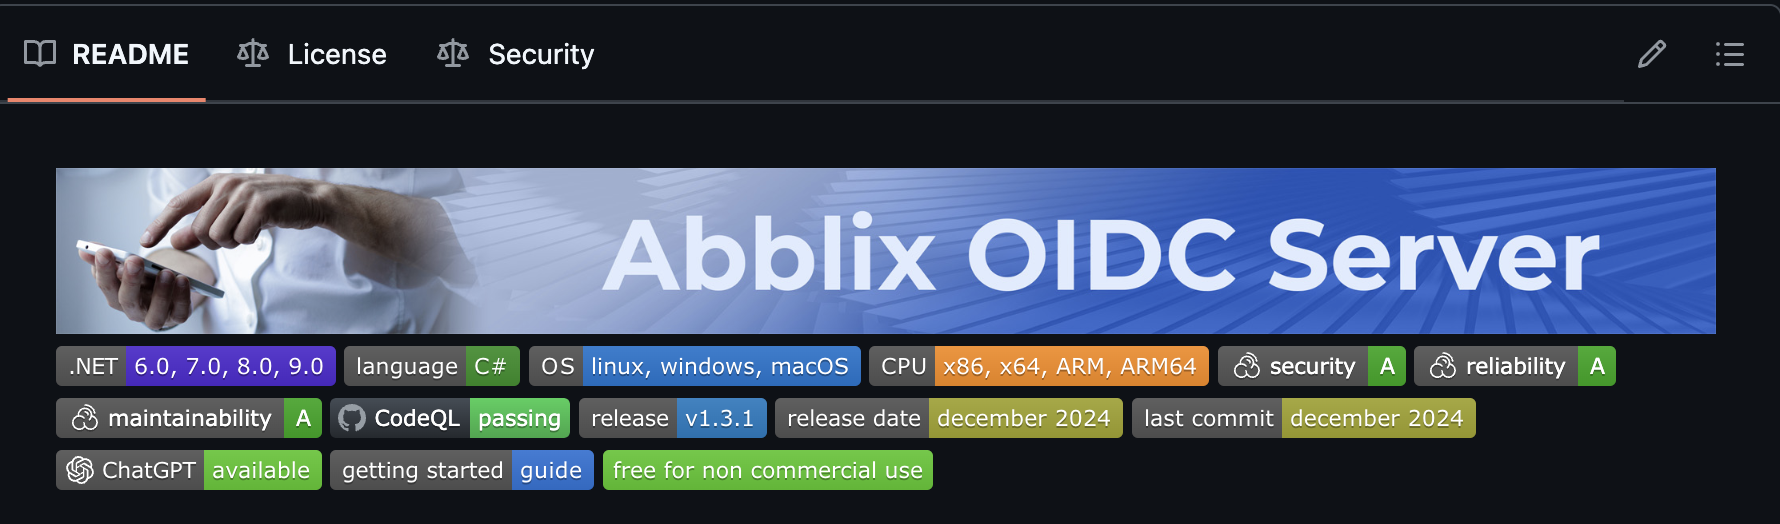 README License Security
Abblix OIDC Server
.NET 6.0, 7.0, 8.0, 9.0 language C# OS linux, windows, macOS CPU x86, x64, ARM, ARM64 security A reliability A
maintainability A CodeQL passing release v1.3.1 release date december 2024 last commit december 2024
ChatGPT available getting started guide free for non commercial use